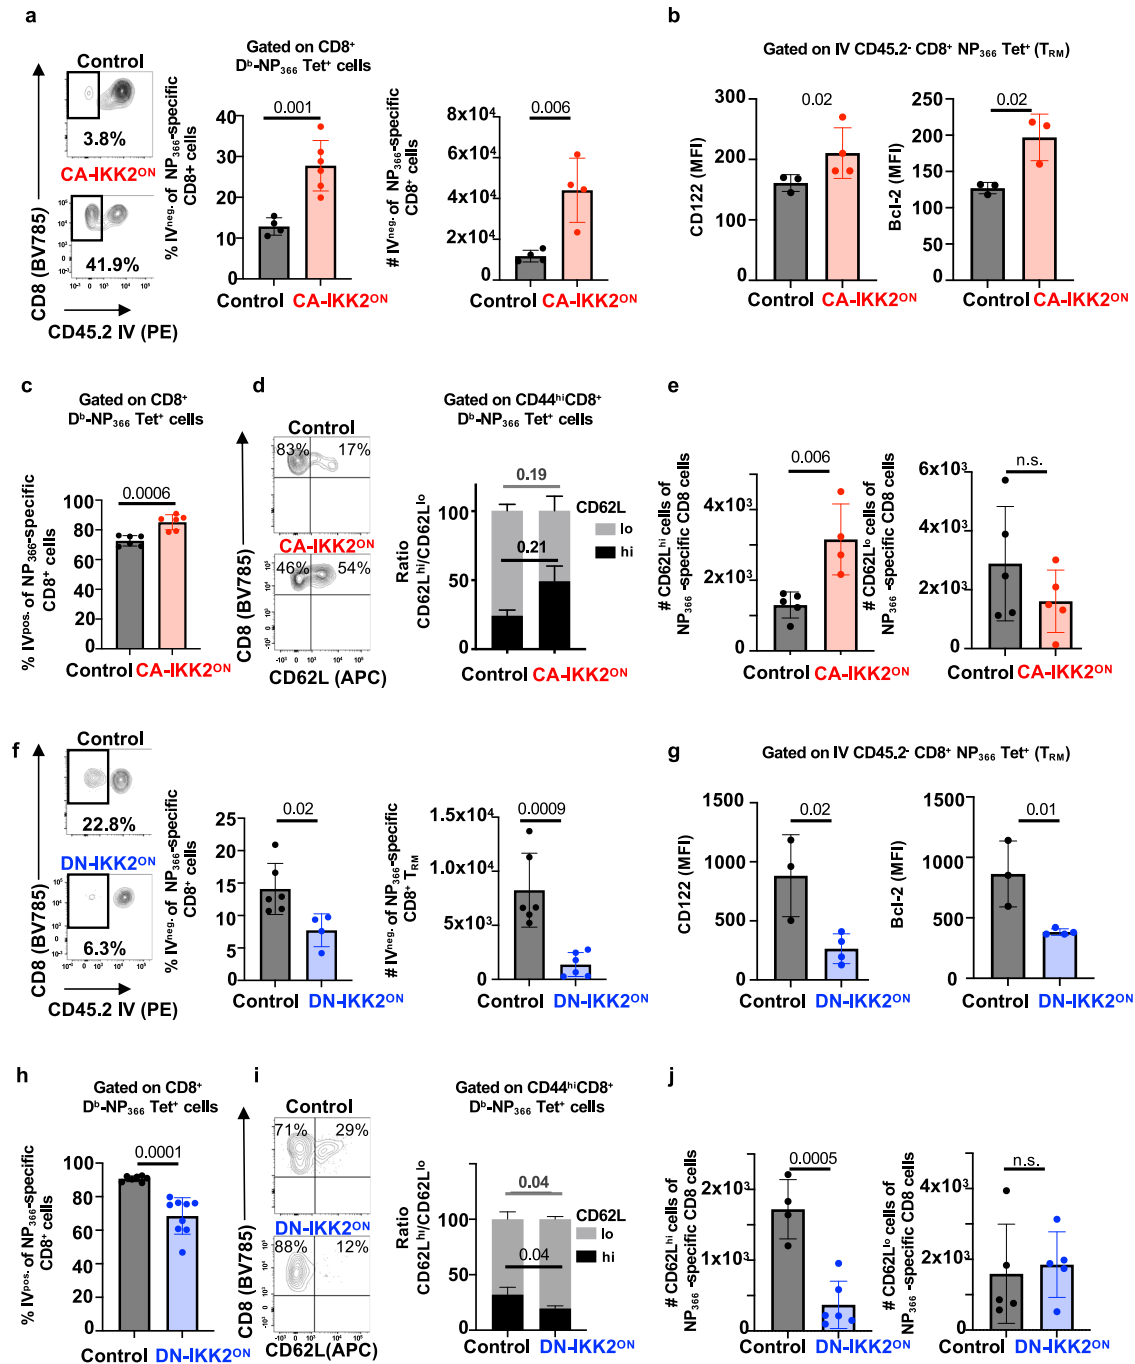 a
Gated on CD8⁺
Dᵇ-NP₃₆₆ Tet⁺ cells
Control
3.8%
CA-IKK2ᴼᴺ
41.9%
CD8 (BV785)
CD45.2 IV (PE)
10⁵
10⁴
10³
0
-10²
-10³ 0 10³ 10⁴ 10⁵
% IVⁿᵉᵍ· of NP₃₆₆-specific
CD8+ cells
40
30
20
10
0
0.001
Control CA-IKK2ᴼᴺ
# IVⁿᵉᵍ· of NP₃₆₆-specific
CD8⁺ cells
8x10⁴
6x10⁴
4x10⁴
2x10⁴
0
0.006
Control CA-IKK2ᴼᴺ
b
Gated on IV CD45.2⁻ CD8⁺ NP₃₆₆ Tet⁺ (TRM)
CD122 (MFI)
300
200
100
0
0.02
Control CA-IKK2ᴼᴺ
Bcl-2 (MFI)
250
200
150
100
50
0
0.02
Control CA-IKK2ᴼᴺ
c
Gated on CD8⁺
Dᵇ-NP₃₆₆ Tet⁺ cells
% IVᵖᵒˢ· of NP₃₆₆-specific
CD8⁺ cells
100
80
60
40
20
0
0.0006
Control CA-IKK2ᴼᴺ
d
Gated on CD44ʰⁱCD8⁺
Dᵇ-NP₃₆₆ Tet⁺ cells
Control
83% 17%
CA-IKK2ᴼᴺ
46% 54%
CD8 (BV785)
CD62L (APC)
Ratio
CD62Lʰⁱ/CD62Lˡᵒ
100
50
0
0.19
0.21
CD62L
lo
hi
Control CA-IKK2ᴼᴺ
e
# CD62Lʰⁱ cells of
NP₃₆₆ -specific CD8 cells
4x10³
2x10³
0
0.006
Control
CA-IKK2ᴼᴺ
# CD62Lˡᵒ cells of
NP₃₆₆ -specific CD8 cells
6x10³
4x10³
2x10³
0
n.s.
Control
CA-IKK2ᴼᴺ
f
Control
22.8%
DN-IKK2ᴼᴺ
6.3%
CD8 (BV785)
CD45.2 IV (PE)
% IVⁿᵉᵍ· of NP₃₆₆-specific
CD8⁺ cells
25
20
15
10
5
0
0.02
Control DN-IKK2ᴼᴺ
# IVⁿᵉᵍ· of NP₃₆₆-specific
CD8⁺ TRM
1.5x10⁴
1x10⁴
5x10³
0
0.0009
Control DN-IKK2ᴼᴺ
g
Gated on IV CD45.2⁻ CD8⁺ NP₃₆₆ Tet⁺ (TRM)
CD122 (MFI)
1500
1000
500
0
0.02
Control DN-IKK2ᴼᴺ
Bcl-2 (MFI)
1500
1000
500
0
0.01
Control DN-IKK2ᴼᴺ
h
Gated on CD8⁺
Dᵇ-NP₃₆₆ Tet⁺ cells
% IVᵖᵒˢ· of NP₃₆₆-specific
CD8⁺ cells
100
80
60
40
20
0
0.0001
Control DN-IKK2ᴼᴺ
i
Gated on CD44ʰⁱCD8⁺
Dᵇ-NP₃₆₆ Tet⁺ cells
Control
71% 29%
DN-IKK2ᴼᴺ
88% 12%
CD8 (BV785)
CD62L(APC)
Ratio
CD62Lʰⁱ/CD62Lˡᵒ
100
50
0
0.04
0.04
CD62L
lo
hi
Control DN-IKK2ᴼᴺ
j
# CD62Lʰⁱ cells of
NP₃₆₆ -specific CD8 cells
2x10³
1x10³
0
0.0005
Control DN-IKK2ᴼᴺ
# CD62Lˡᵒ cells of
NP₃₆₆ -specific CD8 cells
4x10³
2x10³
0
n.s.
Control DN-IKK2ᴼᴺ